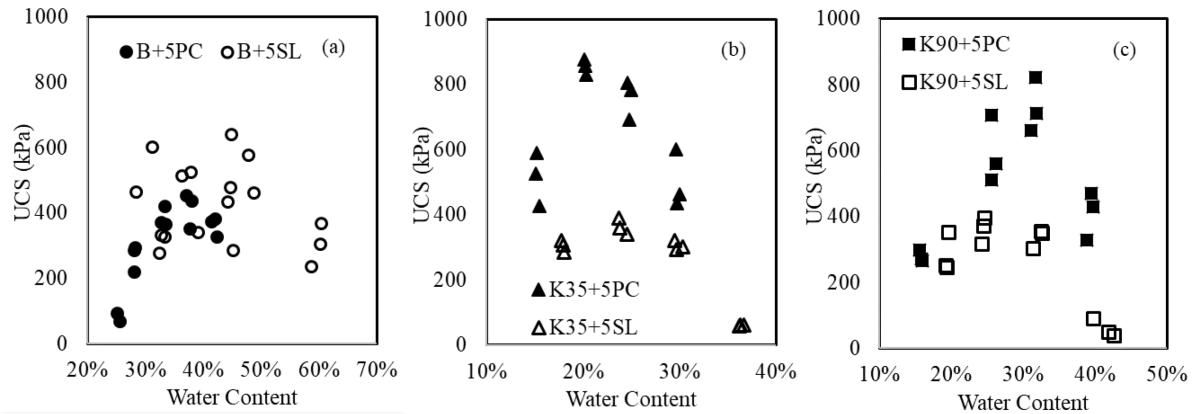 1000
800
600
400
200
0
UCS (kPa)
B+5PC B+5SL (a)
20% 30% 40% 50% 60% 70%
Water Content
1000
800
600
400
200
0
UCS (kPa)
(b)
K35+5PC
K35+5SL
10% 20% 30% 40%
Water Content
1000
800
600
400
200
0
UCS (kPa)
K90+5PC (c)
K90+5SL
10% 20% 30% 40% 50%
Water Content